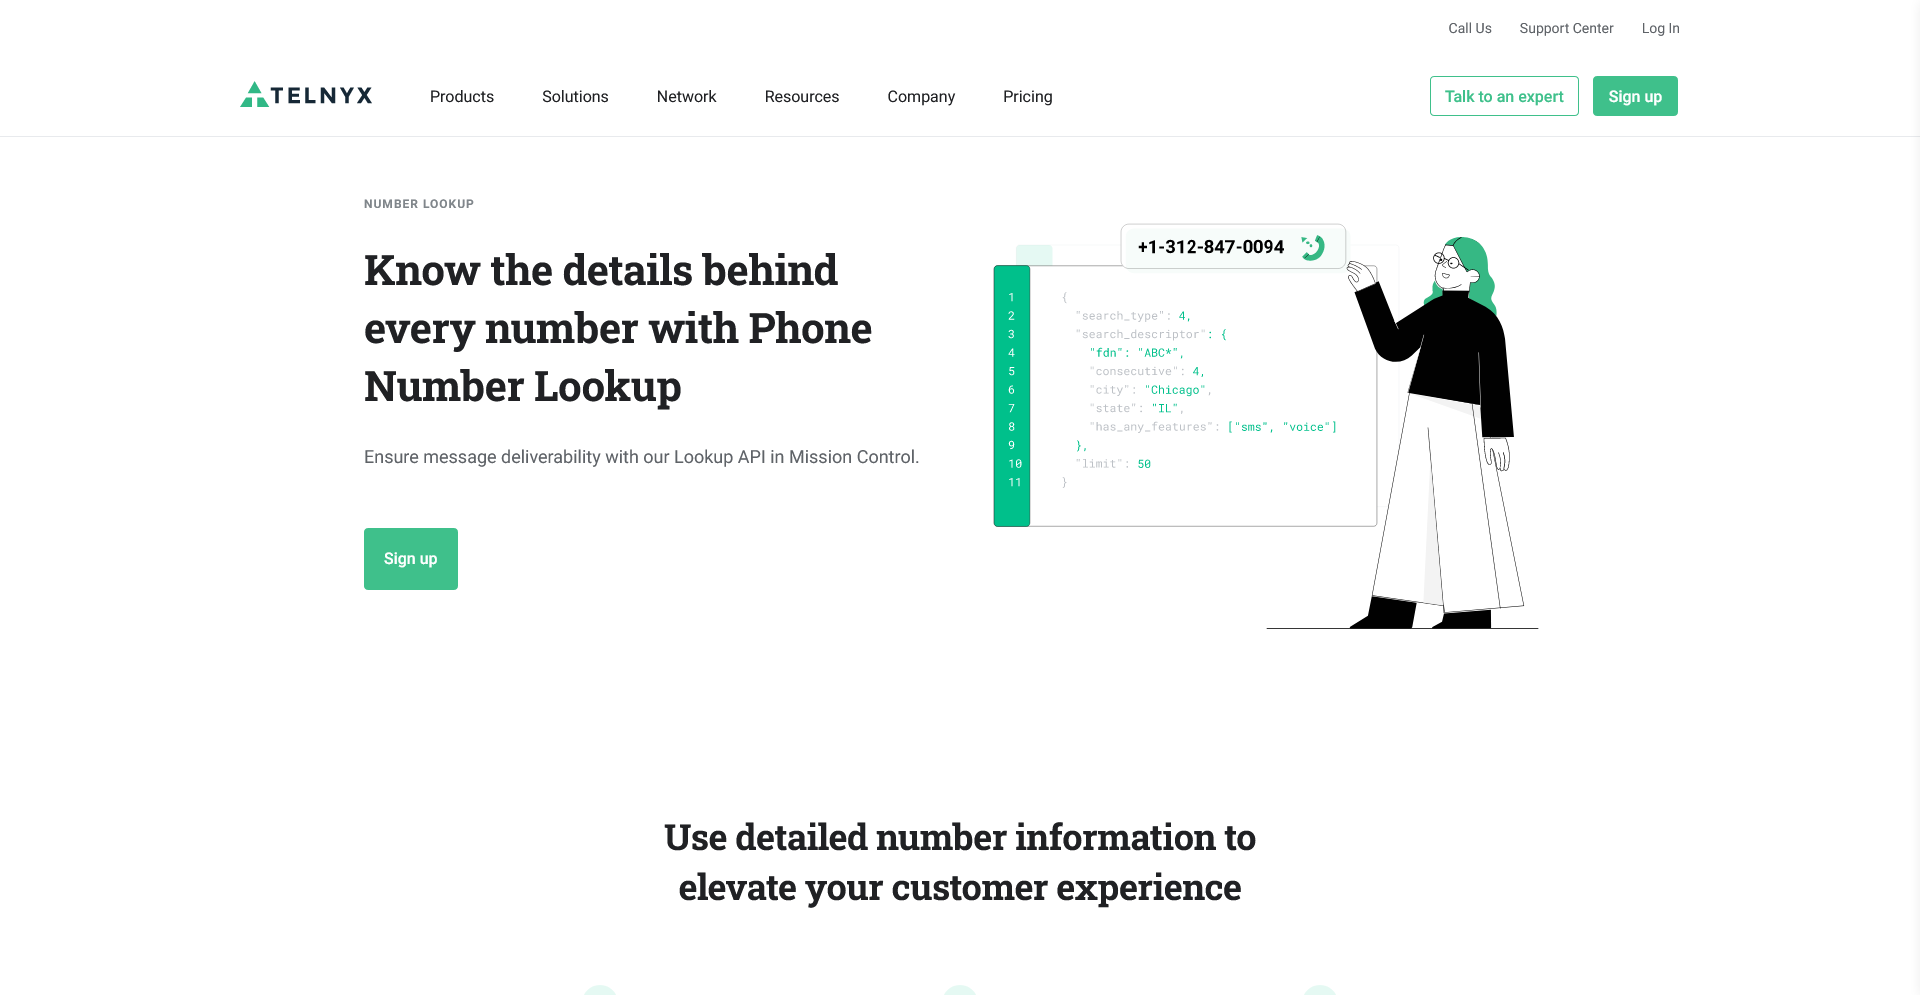 Call Us Support Center Log In
TELNYX Products Solutions Network Resources Company Pricing Talk to an expert Sign up
NUMBER LOOKUP
Know the details behind
every number with Phone
Number Lookup
Ensure message deliverability with our Lookup API in Mission Control.
Sign up
+1-312-847-0094
1 {
2 "search_type": 4,
3 "search_descriptor": {
4 "fdn": "ABC*",
5 "consecutive": 4,
6 "city": "Chicago",
7 "state": "IL",
8 "has_any_features": ["sms", "voice"]
9 },
10 "limit": 50
11 }
Use detailed number information to
elevate your customer experience